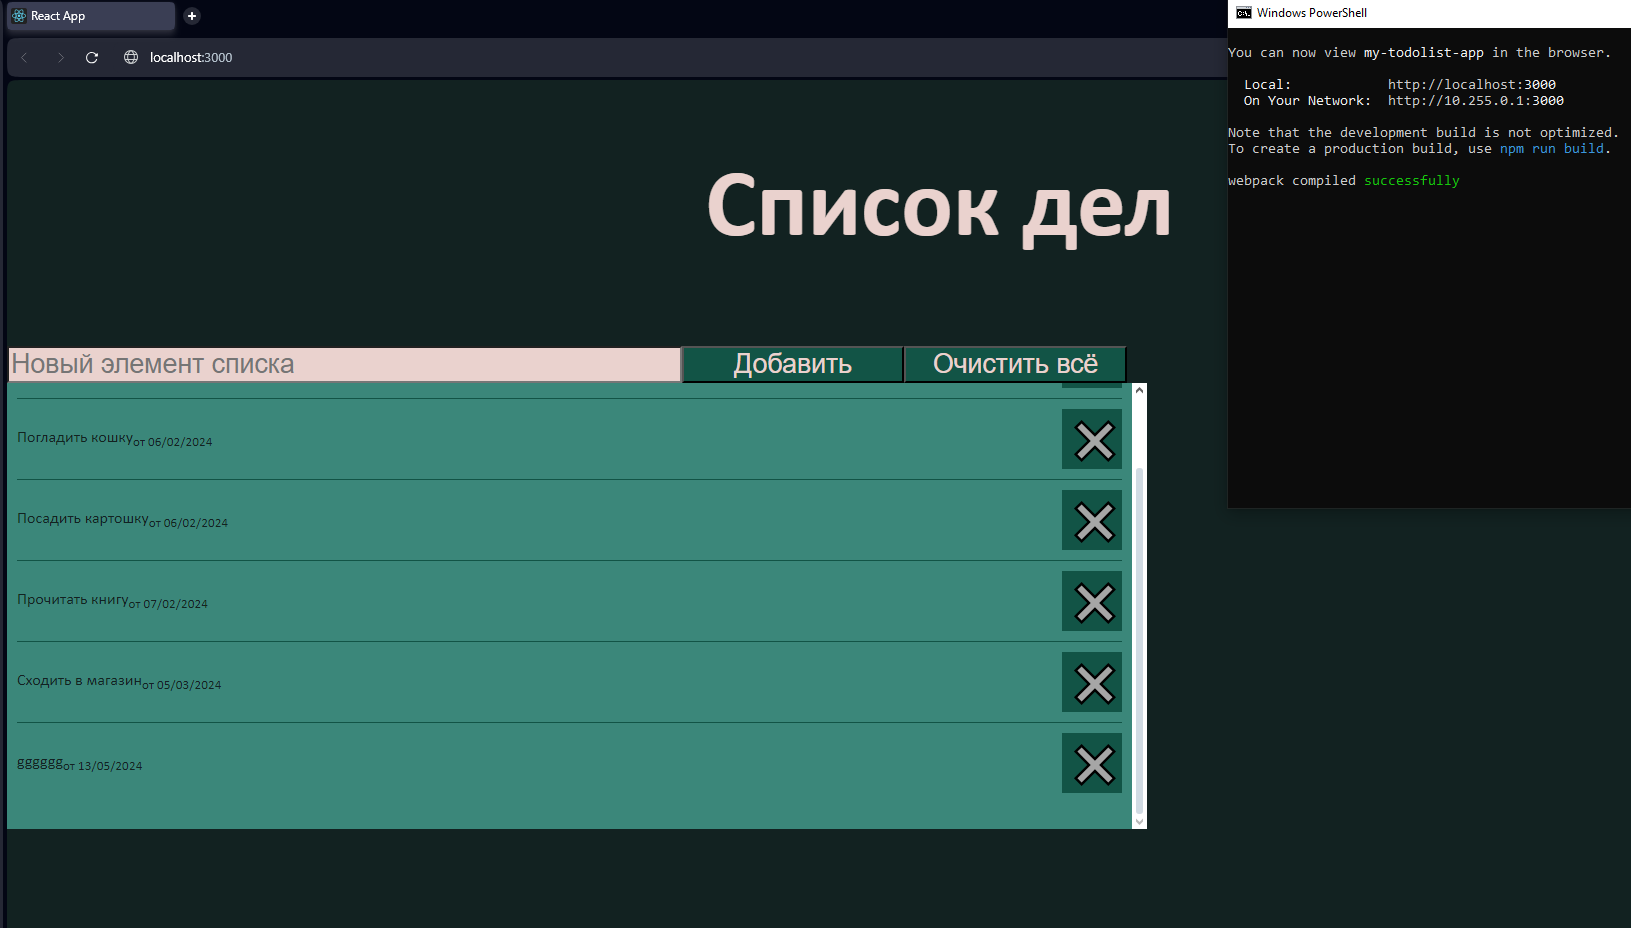 React App
localhost:3000
Список дел
Новый элемент списка
Добавить
Очистить всё
Погладить кошкуот 06/02/2024
Посадить картошкуот 06/02/2024
Прочитать книгуот 07/02/2024
Сходить в магазинот 05/03/2024
ggggggот 13/05/2024
Windows PowerShell
You can now view my-todolist-app in the browser.
Local: http://localhost:3000
On Your Network: http://10.255.0.1:3000
Note that the development build is not optimized.
To create a production build, use npm run build.
webpack compiled successfully